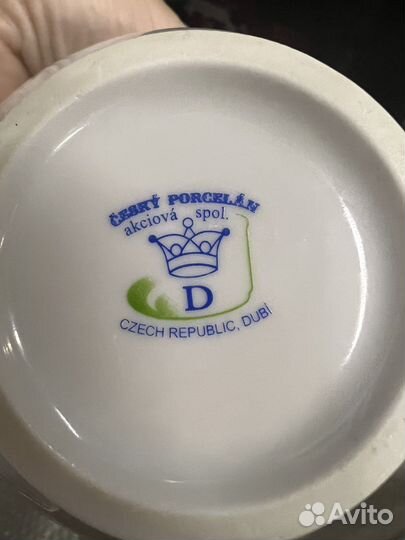 ČESKÝ PORCELÁN
akciová spol.
D
CZECH REPUBLIC, DUBÍ
Avito